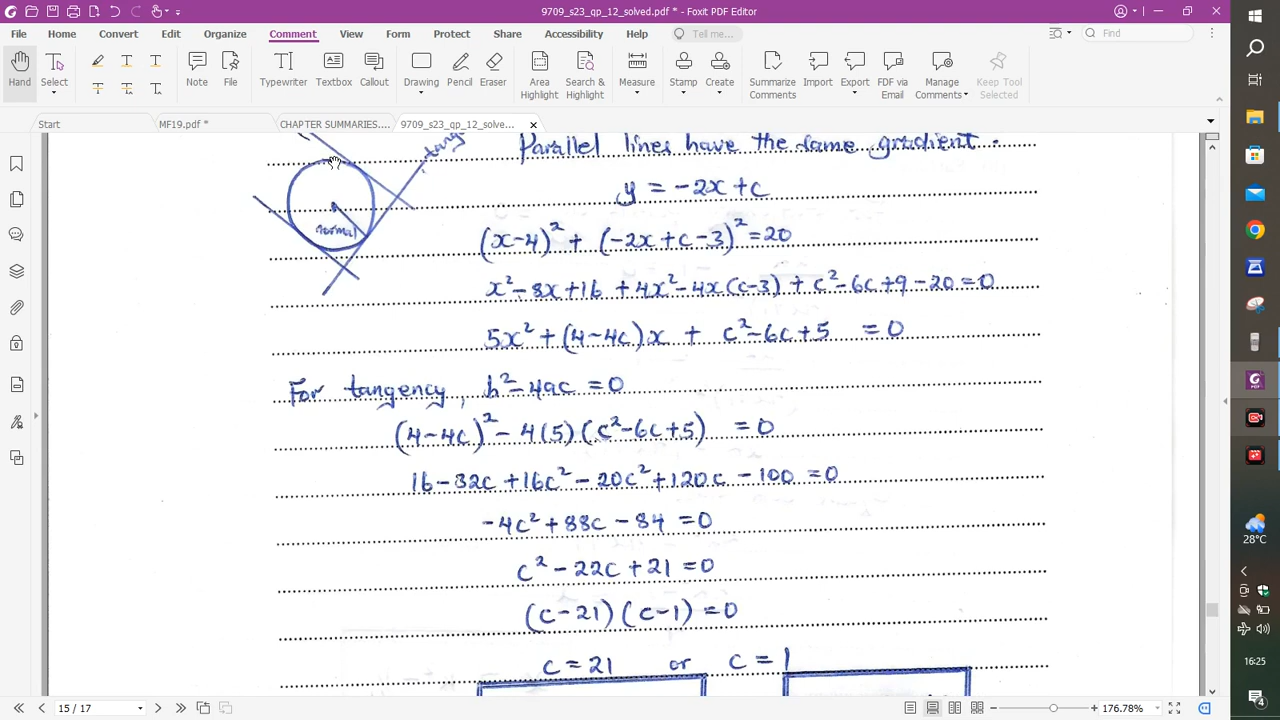 9709_s23_qp_12_solved.pdf * - Foxit PDF Editor
File Home Convert Edit Organize Comment View Form Protect Share Accessibility Help Tell me... Find
Hand Select Note File Typewriter Textbox Callout Drawing Pencil Eraser Area Highlight Search & Highlight Measure Stamp Create Summarize Comments Import Export FDF via Email Manage Comments Keep Tool Selected
Start MF19.pdf * CHAPTER SUMMARIES.... 9709_s23_qp_12_solve...
tang
Parallel lines have the same gradient.
y = -2x + c
normal
(x-4)² + (-2x+c-3)² = 20
x² - 8x + 16 + 4x² - 4x(c-3) + c² - 6c + 9 - 20 = 0
5x² + (4-4c)x + c² - 6c + 5 = 0
For tangency, b² - 4ac = 0
(4-4c)² - 4(5)(c² - 6c + 5) = 0
16 - 32c + 16c² - 20c² + 120c - 100 = 0
-4c² + 88c - 84 = 0
c² - 22c + 21 = 0
(c-21)(c-1) = 0
c = 21 or c = 1
28°C
16:25
15 / 17 176.78%
4